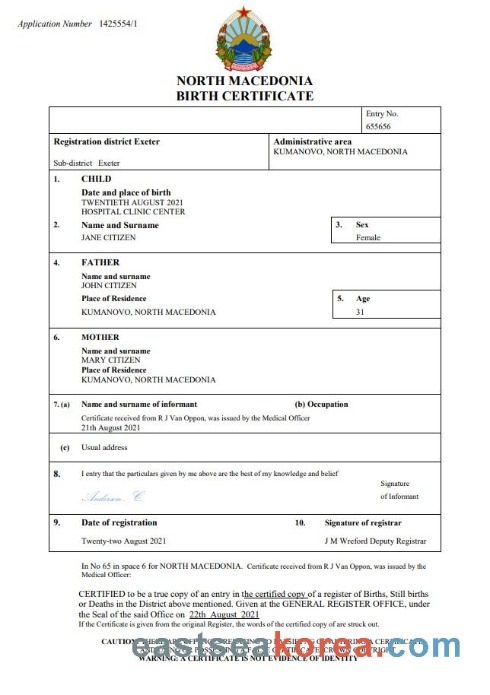 Application Number 1425554/1
NORTH MACEDONIA
BIRTH CERTIFICATE
Entry No.
655656
Registration district Exeter
Sub-district Exeter
Administrative area
KUMANOVO, NORTH MACEDONIA
1. CHILD
Date and place of birth
TWENTIETH AUGUST 2021
HOSPITAL CLINIC CENTER
2. Name and Surname
JANE CITIZEN
3. Sex
Female
4. FATHER
Name and surname
JOHN CITIZEN
Place of Residence
KUMANOVO, NORTH MACEDONIA
5. Age
31
6. MOTHER
Name and surname
MARY CITIZEN
Place of Residence
KUMANOVO, NORTH MACEDONIA
7. (a) Name and surname of informant (b) Occupation
Certificate received from R J Van Oppon, was issued by the Medical Officer
21th August 2021
(c) Usual address
8. I entry that the particulars given by me above are the best of my knowledge and belief
Anderson. C
Signature
of Informant
9. Date of registration
Twenty-two August 2021
10. Signature of registrar
J M Wreford Deputy Registrar
In No 65 in space 6 for NORTH MACEDONIA. Certificate received from R J Van Oppon, was issued by the
Medical Officer:
CERTIFIED to be a true copy of an entry in the certified copy of a register of Births, Still births
or Deaths in the District above mentioned. Given at the GENERAL REGISTER OFFICE, under
the Seal of the said Office on 22th August 2021
If the Certificate is given from the original Register, the words of the certified copy of are struck out.
CAUTION: THERE ARE OFFENCES RELATING TO A CERTIFICATE
WARNING: A CERTIFICATE IS NOT EVIDENCE OF IDENTITY
eastseakorea.com